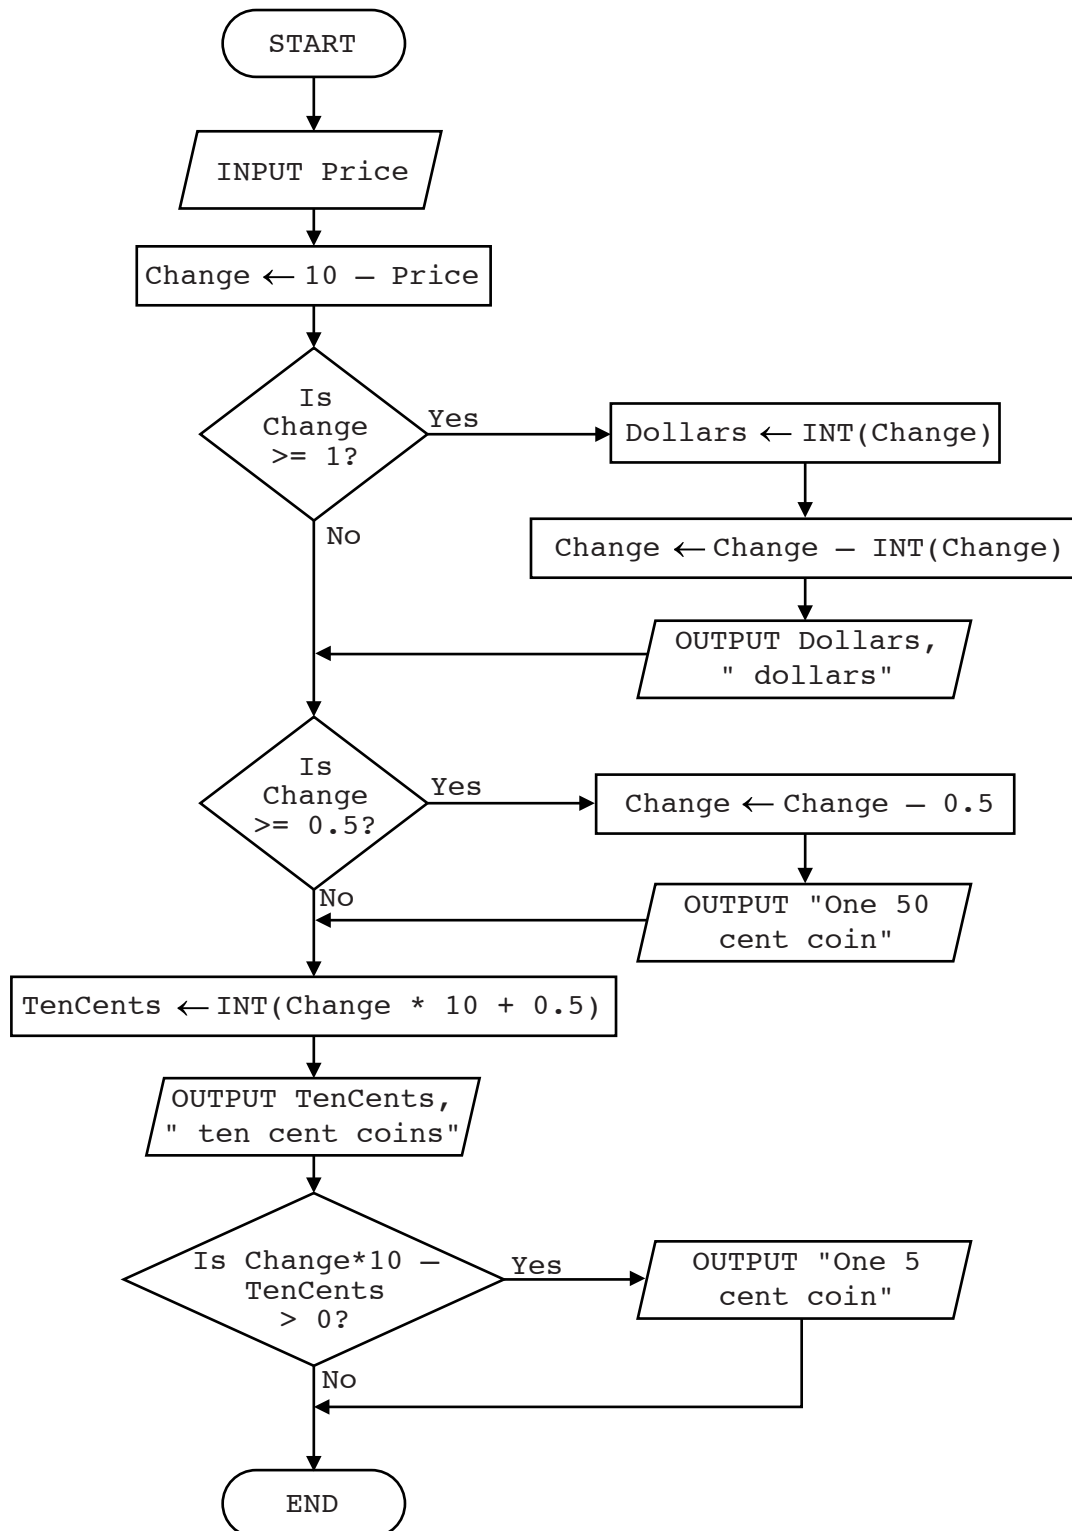 START
INPUT Price
Change ← 10 – Price
Is
Change
>= 1?
Yes
Dollars ← INT(Change)
No
Change ← Change – INT(Change)
OUTPUT Dollars,
" dollars"
Is
Change
>= 0.5?
Yes
Change ← Change – 0.5
No
OUTPUT "One 50
cent coin"
TenCents ← INT(Change * 10 + 0.5)
OUTPUT TenCents,
" ten cent coins"
Is Change*10 –
TenCents
> 0?
Yes
OUTPUT "One 5
cent coin"
No
END